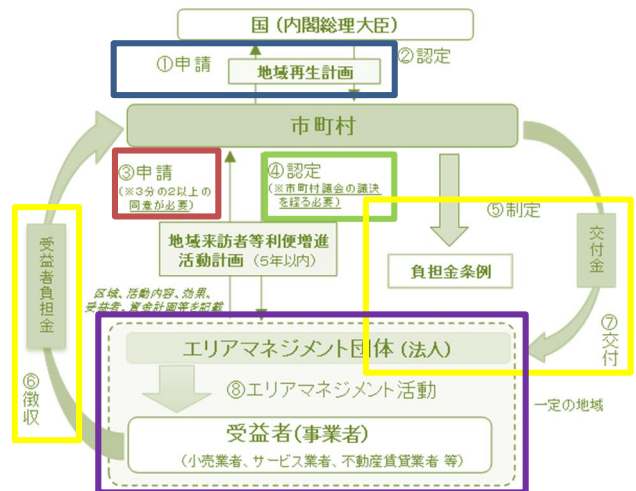 国（内閣総理大臣）
①申請
②認定
地域再生計画
市町村
③申請
（※3分の2以上の
同意が必要）
④認定
（※市町村議会の議決
を経る必要）
⑤制定
受益者負担金
交付金
地域来訪者等利便増進
活動計画（5年以内）
負担金条例
区域、活動内容、効果、
受益者、資金計画等を記載
⑦交付
エリアマネジメント団体（法人）
⑥徴収
⑧エリアマネジメント活動
一定の地域
受益者（事業者）
（小売業者、サービス業者、不動産賃貸業者 等）